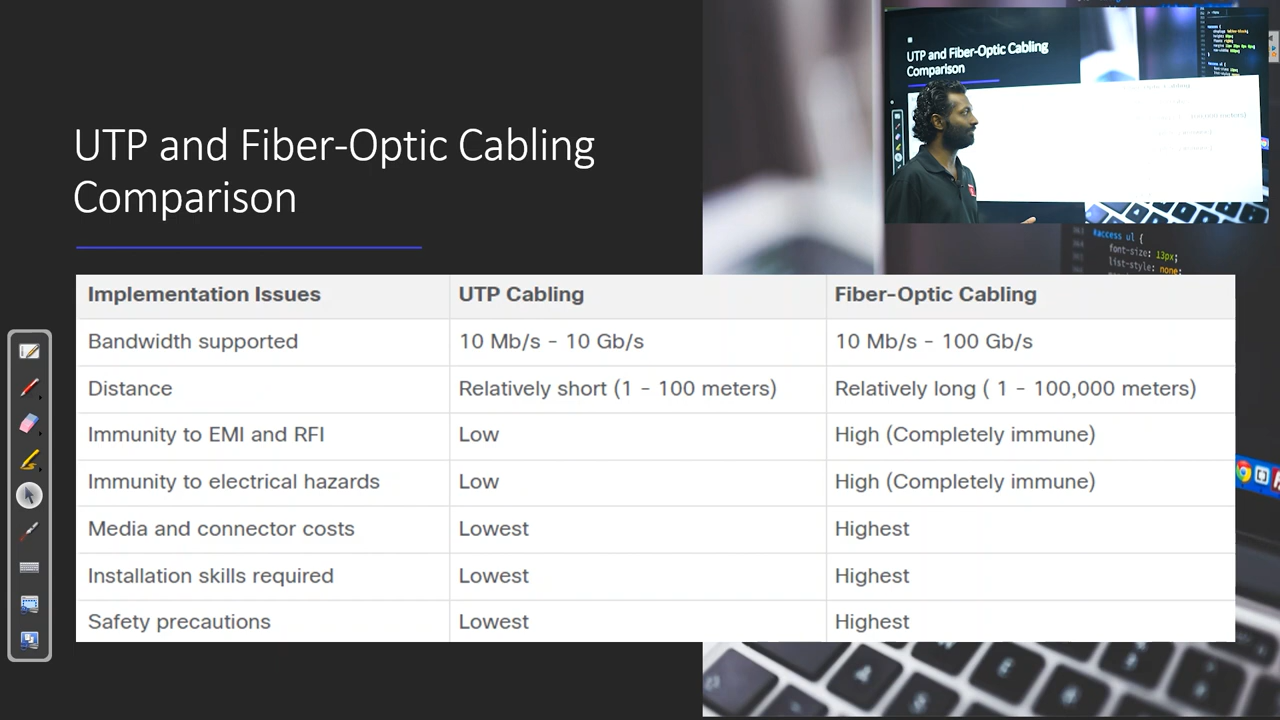 UTP and Fiber-Optic Cabling
Comparison
UTP and Fiber-Optic Cabling
Comparison
#access ul {
font-size: 13px;
list-style: none;
Implementation Issues UTP Cabling Fiber-Optic Cabling
Bandwidth supported 10 Mb/s - 10 Gb/s 10 Mb/s - 100 Gb/s
Distance Relatively short (1 - 100 meters) Relatively long ( 1 - 100,000 meters)
Immunity to EMI and RFI Low High (Completely immune)
Immunity to electrical hazards Low High (Completely immune)
Media and connector costs Lowest Highest
Installation skills required Lowest Highest
Safety precautions Lowest Highest